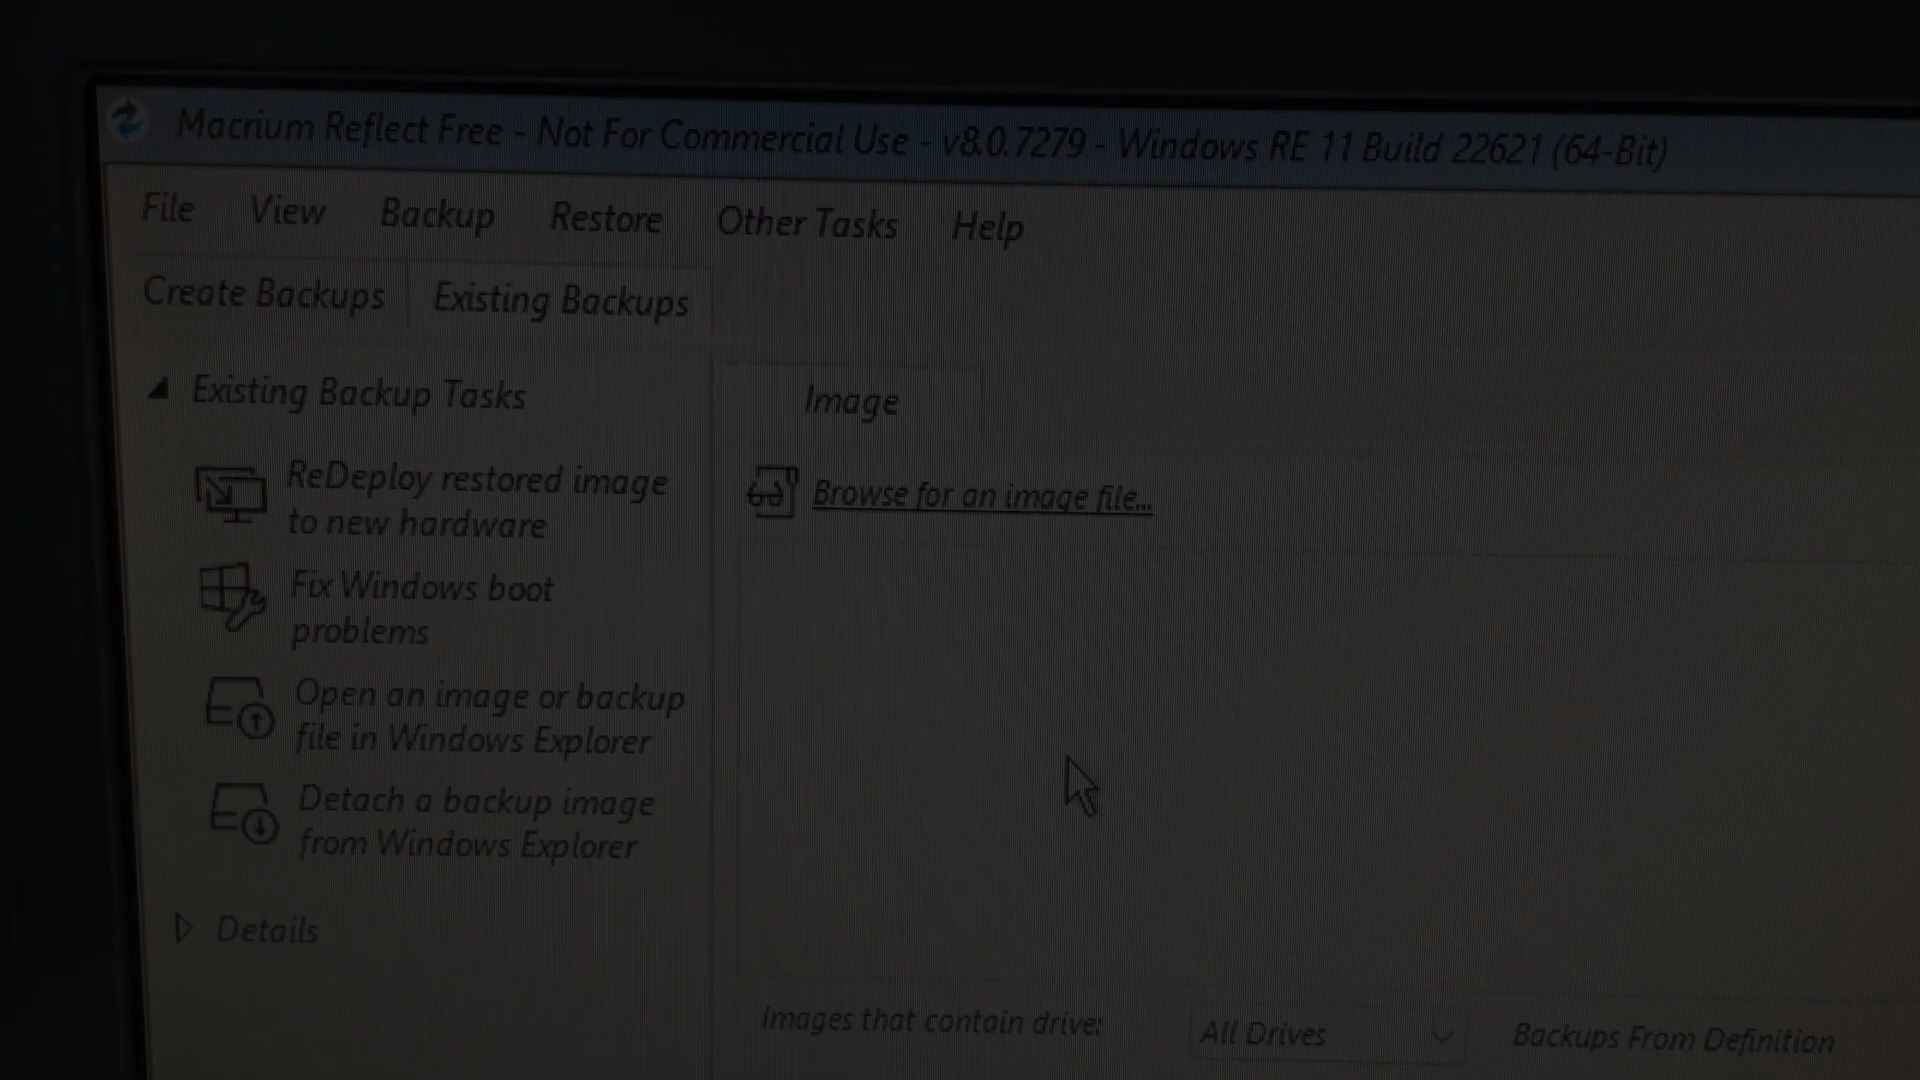 Macrium Reflect Free - Not For Commercial Use - v8.0.7279 - Windows RE 11 Build 22621 (64-Bit)
File View Backup Restore Other Tasks Help
Create Backups Existing Backups
Existing Backup Tasks
ReDeploy restored image
to new hardware
Fix Windows boot
problems
Open an image or backup
file in Windows Explorer
Detach a backup image
from Windows Explorer
Details
Image
Browse for an image file...
Images that contain drive: All Drives Backups From Definition